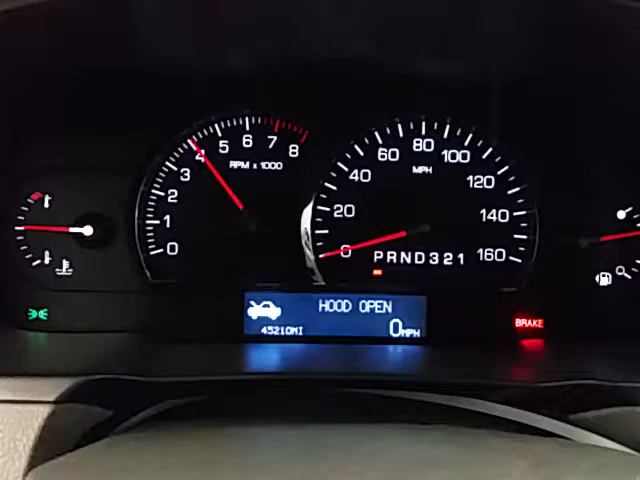 0 1 2 3 4 5 6 7 8
RPM x 1000
0 20 40 60 80 100 120 140 160
MPH
PRND321
HOOD OPEN
45210MI
0MPH
BRAKE
H
C